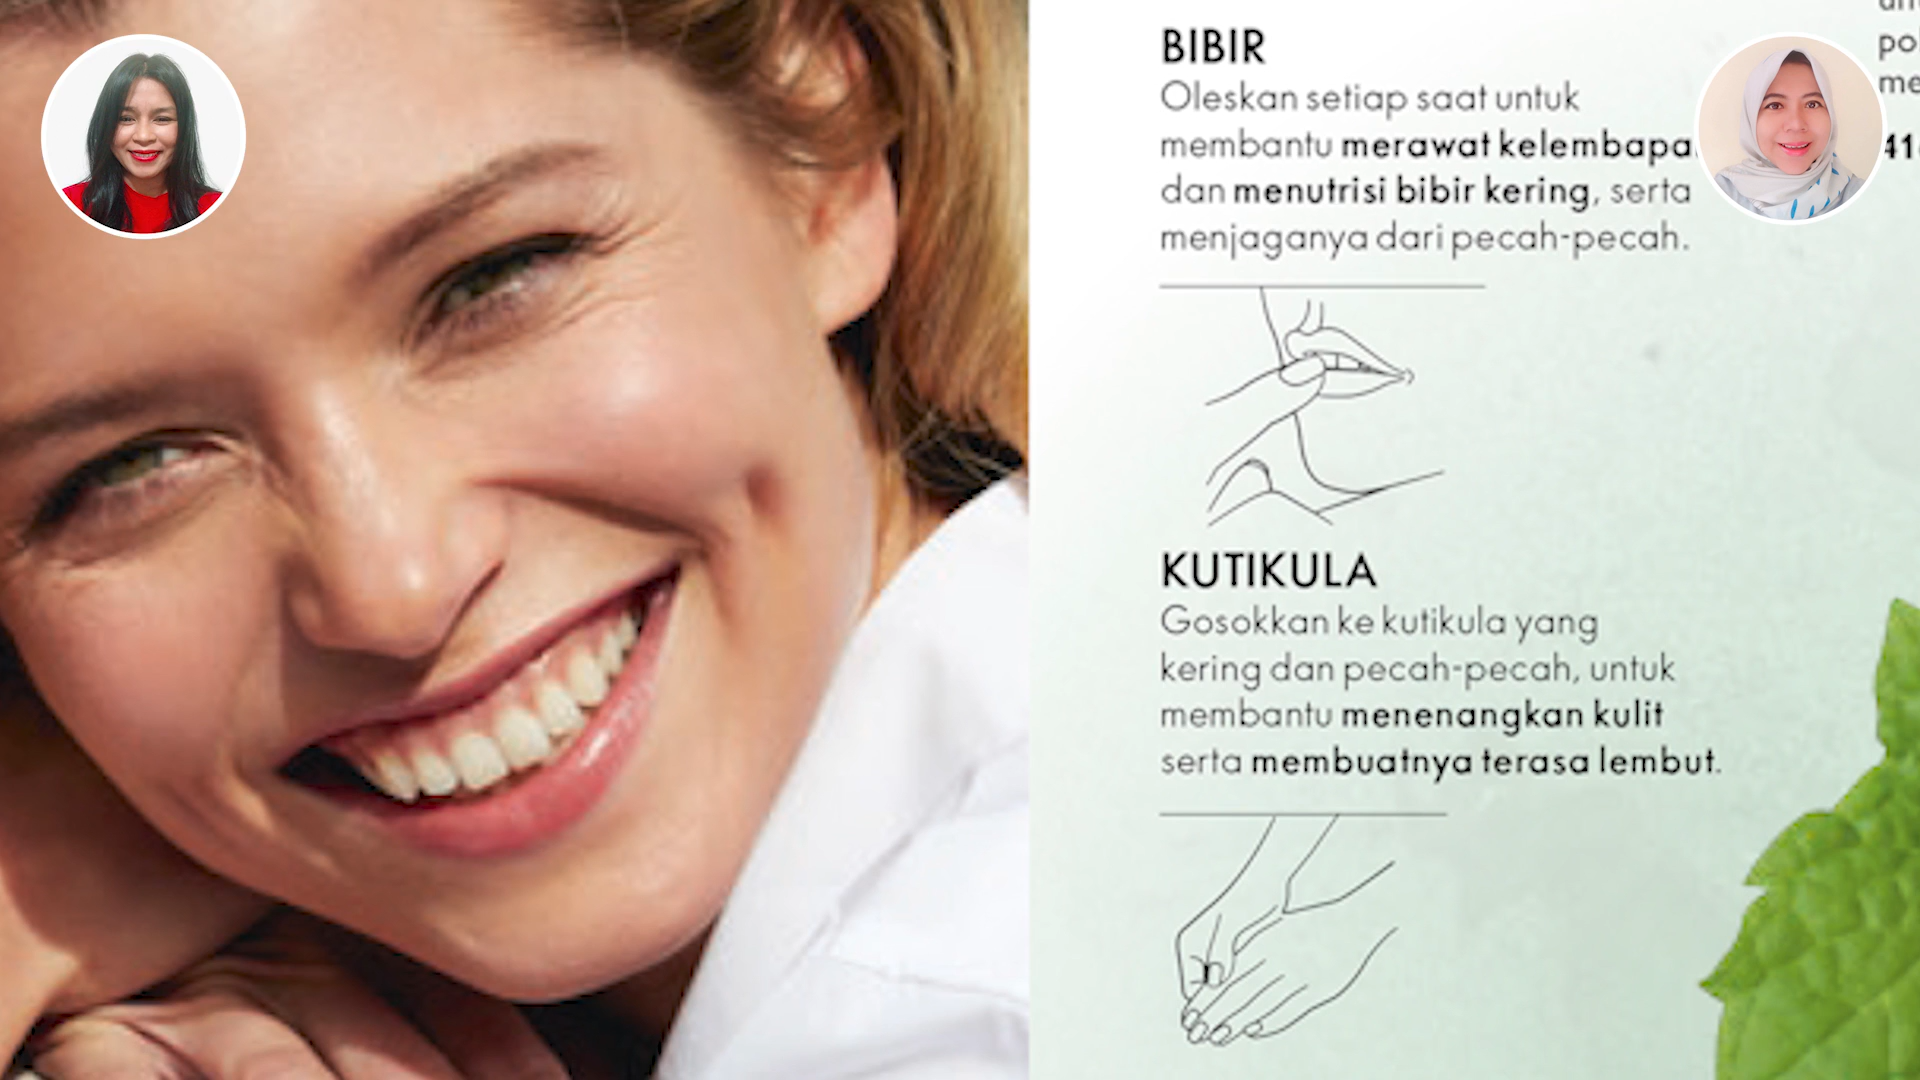 BIBIR
Oleskan setiap saat untuk
membantu merawat
dan menutrisi bibir kering, serta
menjaganya dari pecah-pecah.
KUTIKULA
Gosokkan ke kutikula yang
kering dan pecah-pecah, untuk
membantu menenangkan kulit
serta membuatnya terasa lembut.